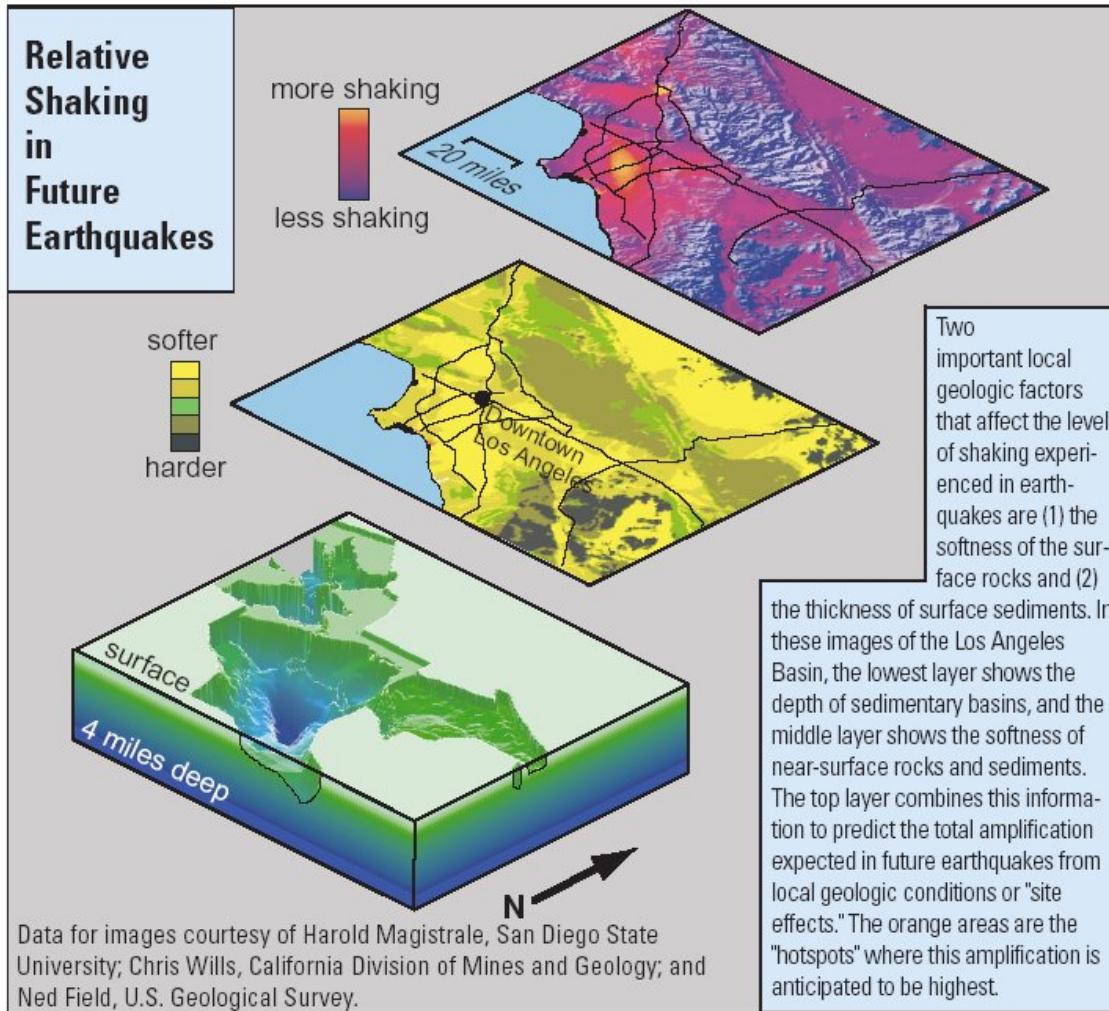 Relative
Shaking
in
Future
Earthquakes
more shaking
less shaking
20 miles
softer
harder
Downtown
Los Angeles
surface
4 miles deep
N
Two
important local
geologic factors
that affect the level
of shaking experi-
enced in earth-
quakes are (1) the
softness of the sur-
face rocks and (2)
the thickness of surface sediments. In
these images of the Los Angeles
Basin, the lowest layer shows the
depth of sedimentary basins, and the
middle layer shows the softness of
near-surface rocks and sediments.
The top layer combines this informa-
tion to predict the total amplification
expected in future earthquakes from
local geologic conditions or "site
effects." The orange areas are the
"hotspots" where this amplification is
anticipated to be highest.
Data for images courtesy of Harold Magistrale, San Diego State
University; Chris Wills, California Division of Mines and Geology; and
Ned Field, U.S. Geological Survey.